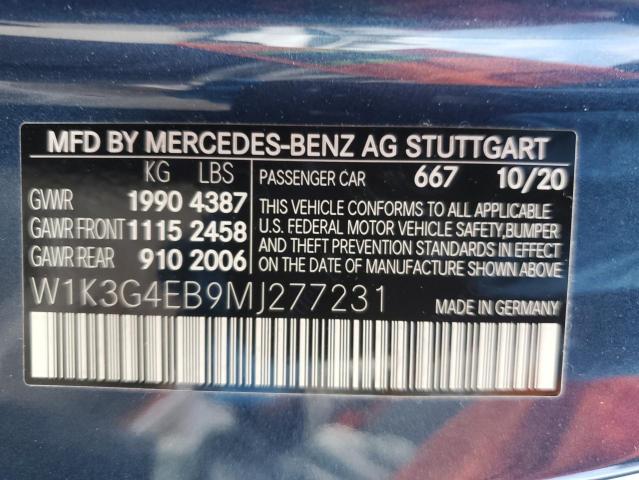 MFD BY MERCEDES-BENZ AG STUTTGART
KG LBS
GVWR 1990 4387
GAWR FRONT 1115 2458
GAWR REAR 910 2006
PASSENGER CAR 667 10/20
THIS VEHICLE CONFORMS TO ALL APPLICABLE
U.S. FEDERAL MOTOR VEHICLE SAFETY, BUMPER
AND THEFT PREVENTION STANDARDS IN EFFECT
ON THE DATE OF MANUFACTURE SHOWN ABOVE.
W1K3G4EB9MJ277231 MADE IN GERMANY